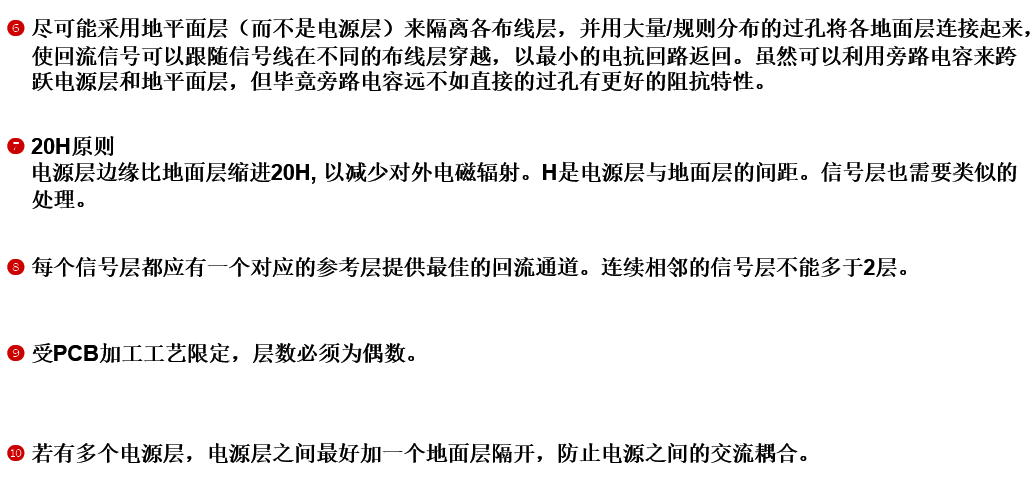 ❻ 尽可能采用地平面层（而不是电源层）来隔离各布线层，并用大量/规则分布的过孔将各地面层连接起来，
使回流信号可以跟随信号线在不同的布线层穿越，以最小的电抗回路返回。虽然可以利用旁路电容来跨
跃电源层和地平面层，但毕竟旁路电容远不如直接的过孔有更好的阻抗特性。
❼ 20H原则
电源层边缘比地面层缩进20H, 以减少对外电磁辐射。H是电源层与地面层的间距。信号层也需要类似的
处理。
❽ 每个信号层都应有一个对应的参考层提供最佳的回流通道。连续相邻的信号层不能多于2层。
❾ 受PCB加工工艺限定，层数必须为偶数。
❿ 若有多个电源层，电源层之间最好加一个地面层隔开，防止电源之间的交流耦合。